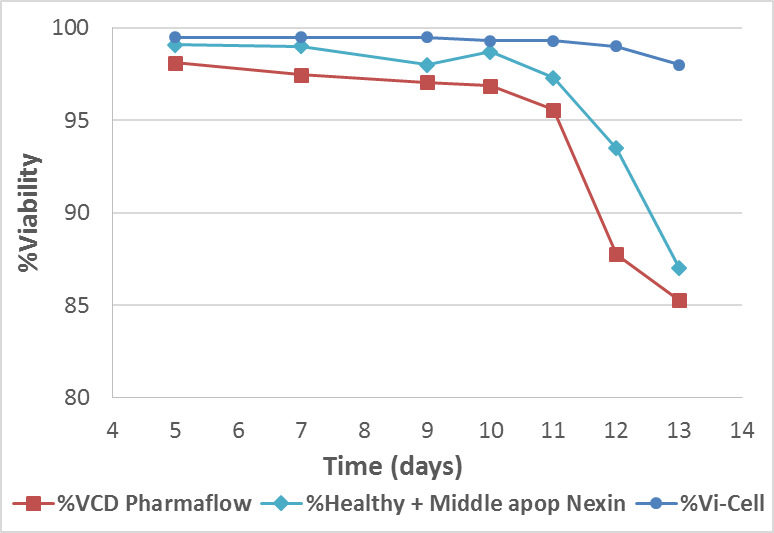 100
95
90
85
80
%Viability
4 5 6 7 8 9 10 11 12 13 14
Time (days)
%VCD Pharmaflow %Healthy + Middle apop Nexin %Vi-Cell